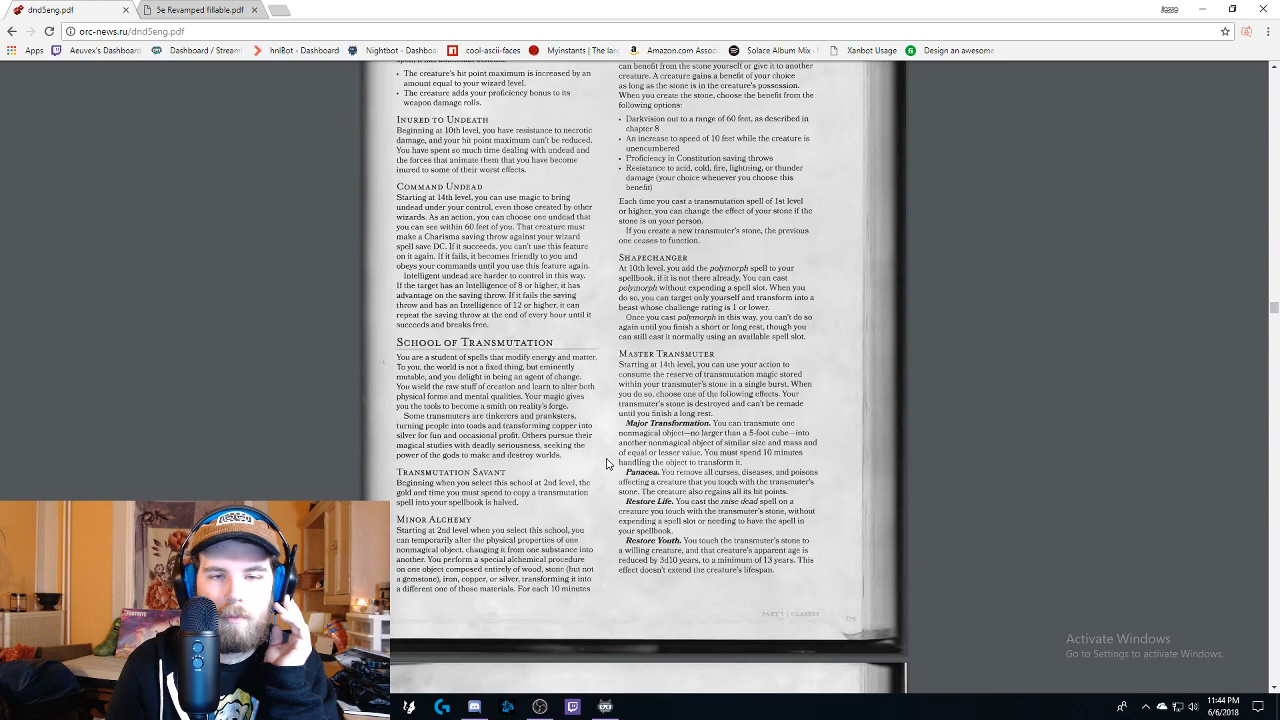 dnd5eng.pdf
5e Revamped fillable.pdf
orc-news.ru/dnd5eng.pdf
Apps
Aeuvex's Dashboard
Dashboard / Stream
hniBot - Dashboard
Nightbot - Dashboard
cool-ascii-faces
Myinstants | The larg
Amazon.com Associ
Solace Album Mix -
Xanbot Usage
Design an awesome
• The creature's hit point maximum is increased by an
amount equal to your wizard level.
• The creature adds your proficiency bonus to its
weapon damage rolls.
Inured to Undeath
Beginning at 10th level, you have resistance to necrotic
damage, and your hit point maximum can't be reduced.
You have spent so much time dealing with undead and
the forces that animate them that you have become
inured to some of their worst effects.
Command Undead
Starting at 14th level, you can use magic to bring
undead under your control, even those created by other
wizards. As an action, you can choose one undead that
you can see within 60 feet of you. That creature must
make a Charisma saving throw against your wizard
spell save DC. If it succeeds, you can't use this feature
on it again. If it fails, it becomes friendly to you and
obeys your commands until you use this feature again.
Intelligent undead are harder to control in this way.
If the target has an Intelligence of 8 or higher, it has
advantage on the saving throw. If it fails the saving
throw and has an Intelligence of 12 or higher, it can
repeat the saving throw at the end of every hour until it
succeeds and breaks free.
School of Transmutation
You are a student of spells that modify energy and matter.
To you, the world is not a fixed thing, but eminently
mutable, and you delight in being an agent of change.
You wield the raw stuff of creation and learn to alter both
physical forms and mental qualities. Your magic gives
you the tools to become a smith on reality's forge.
Some transmuters are tinkerers and pranksters,
turning people into toads and transforming copper into
silver for fun and occasional profit. Others pursue their
magical studies with deadly seriousness, seeking the
power of the gods to make and destroy worlds.
Transmutation Savant
Beginning when you select this school at 2nd level, the
gold and time you must spend to copy a transmutation
spell into your spellbook is halved.
Minor Alchemy
Starting at 2nd level when you select this school, you
can temporarily alter the physical properties of one
nonmagical object, changing it from one substance into
another. You perform a special alchemical procedure
on one object composed entirely of wood, stone (but not
a gemstone), iron, copper, or silver, transforming it into
a different one of those materials. For each 10 minutes
can benefit from the stone yourself or give it to another
creature. A creature gains a benefit of your choice
as long as the stone is in the creature's possession.
When you create the stone, choose the benefit from the
following options:
• Darkvision out to a range of 60 feet, as described in
chapter 8
• An increase to speed of 10 feet while the creature is
unencumbered
• Proficiency in Constitution saving throws
• Resistance to acid, cold, fire, lightning, or thunder
damage (your choice whenever you choose this
benefit)
Each time you cast a transmutation spell of 1st level
or higher, you can change the effect of your stone if the
stone is on your person.
If you create a new transmuter's stone, the previous
one ceases to function.
Shapechanger
At 10th level, you add the polymorph spell to your
spellbook, if it is not there already. You can cast
polymorph without expending a spell slot. When you
do so, you can target only yourself and transform into a
beast whose challenge rating is 1 or lower.
Once you cast polymorph in this way, you can't do so
again until you finish a short or long rest, though you
can still cast it normally using an available spell slot.
Master Transmuter
Starting at 14th level, you can use your action to
consume the reserve of transmutation magic stored
within your transmuter's stone in a single burst. When
you do so, choose one of the following effects. Your
transmuter's stone is destroyed and can't be remade
until you finish a long rest.
Major Transformation. You can transmute one
nonmagical object—no larger than a 5-foot cube—into
another nonmagical object of similar size and mass and
of equal or lesser value. You must spend 10 minutes
handling the object to transform it.
Panacea. You remove all curses, diseases, and poisons
affecting a creature that you touch with the transmuter's
stone. The creature also regains all its hit points.
Restore Life. You cast the raise dead spell on a
creature you touch with the transmuter's stone, without
expending a spell slot or needing to have the spell in
your spellbook.
Restore Youth. You touch the transmuter's stone to
a willing creature, and that creature's apparent age is
reduced by 3d10 years, to a minimum of 13 years. This
effect doesn't extend the creature's lifespan.
PART 1 | CLASSES
119
Activate Windows
Go to Settings to activate Windows.
11:44 PM
6/6/2018